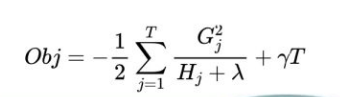 Obj = -\frac{1}{2} \sum_{j=1}^{T} \frac{G_j^2}{H_j + \lambda} + \gamma T